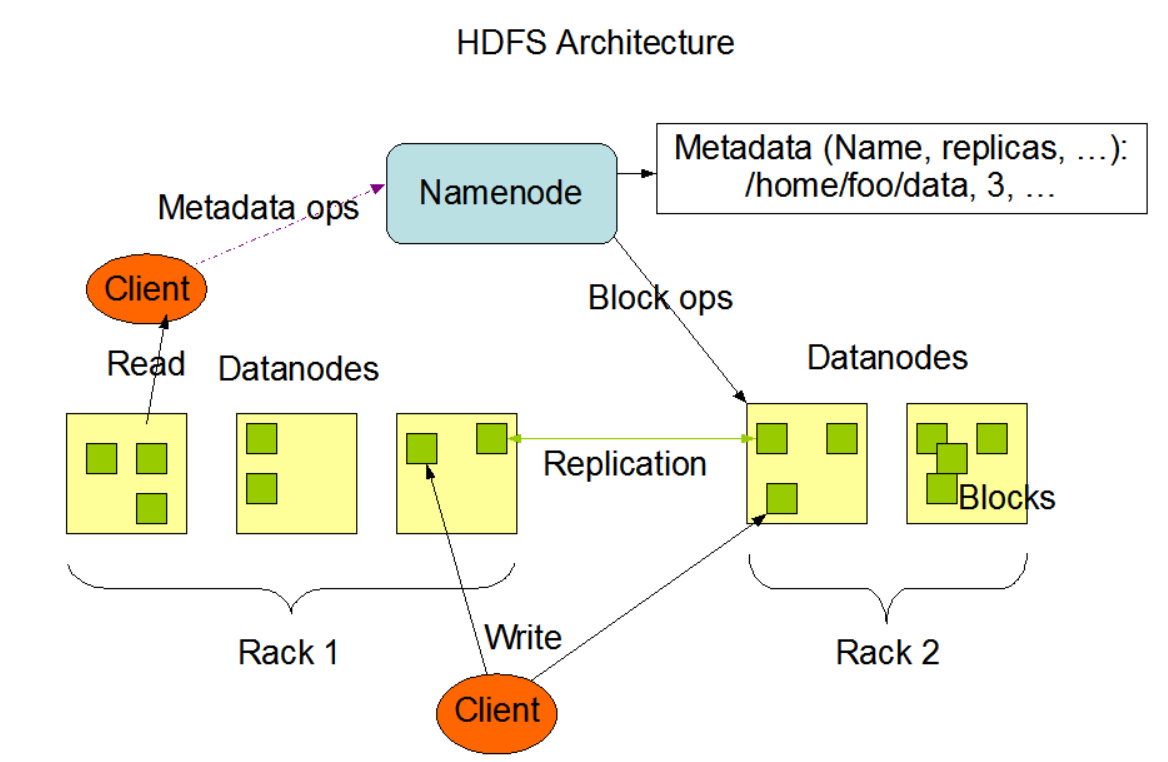 HDFS Architecture
Metadata (Name, replicas, …):
/home/foo/data, 3, …
Namenode
Metadata ops
Client
Block ops
Read
Datanodes
Datanodes
Replication
Blocks
Rack 1
Write
Rack 2
Client